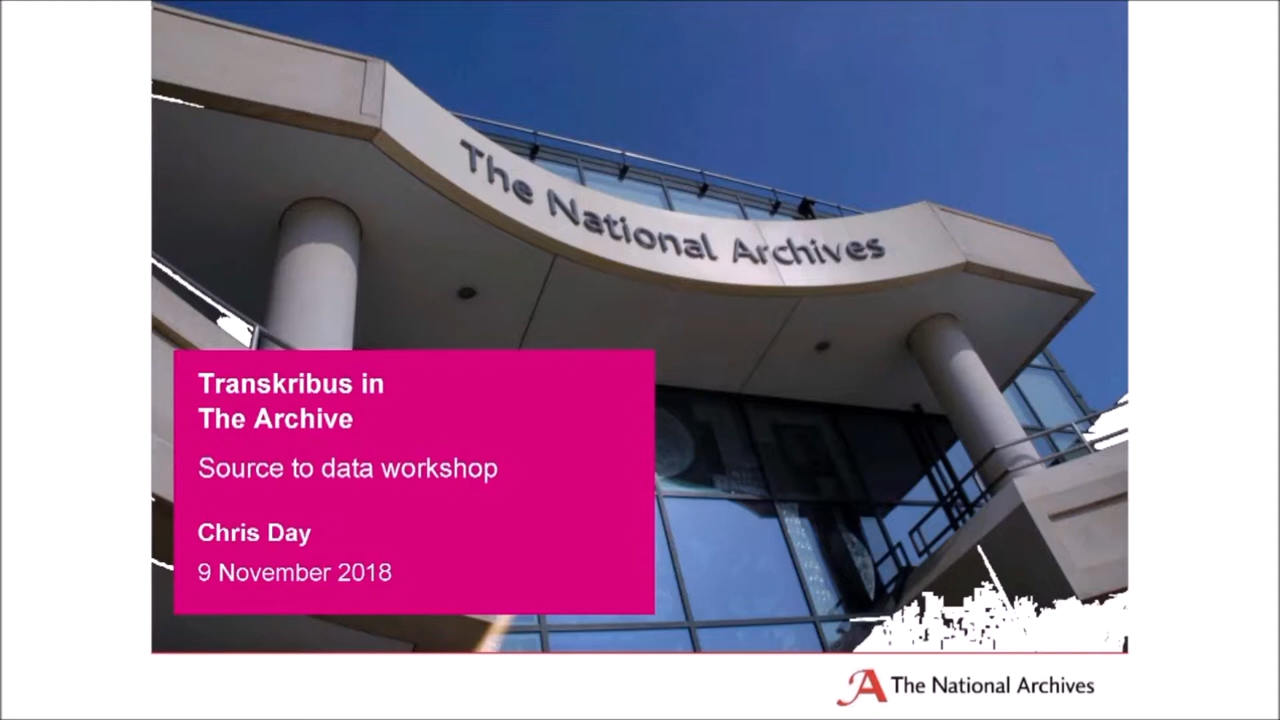 The National Archives
Transkribus in
The Archive
Source to data workshop
Chris Day
9 November 2018
The National Archives